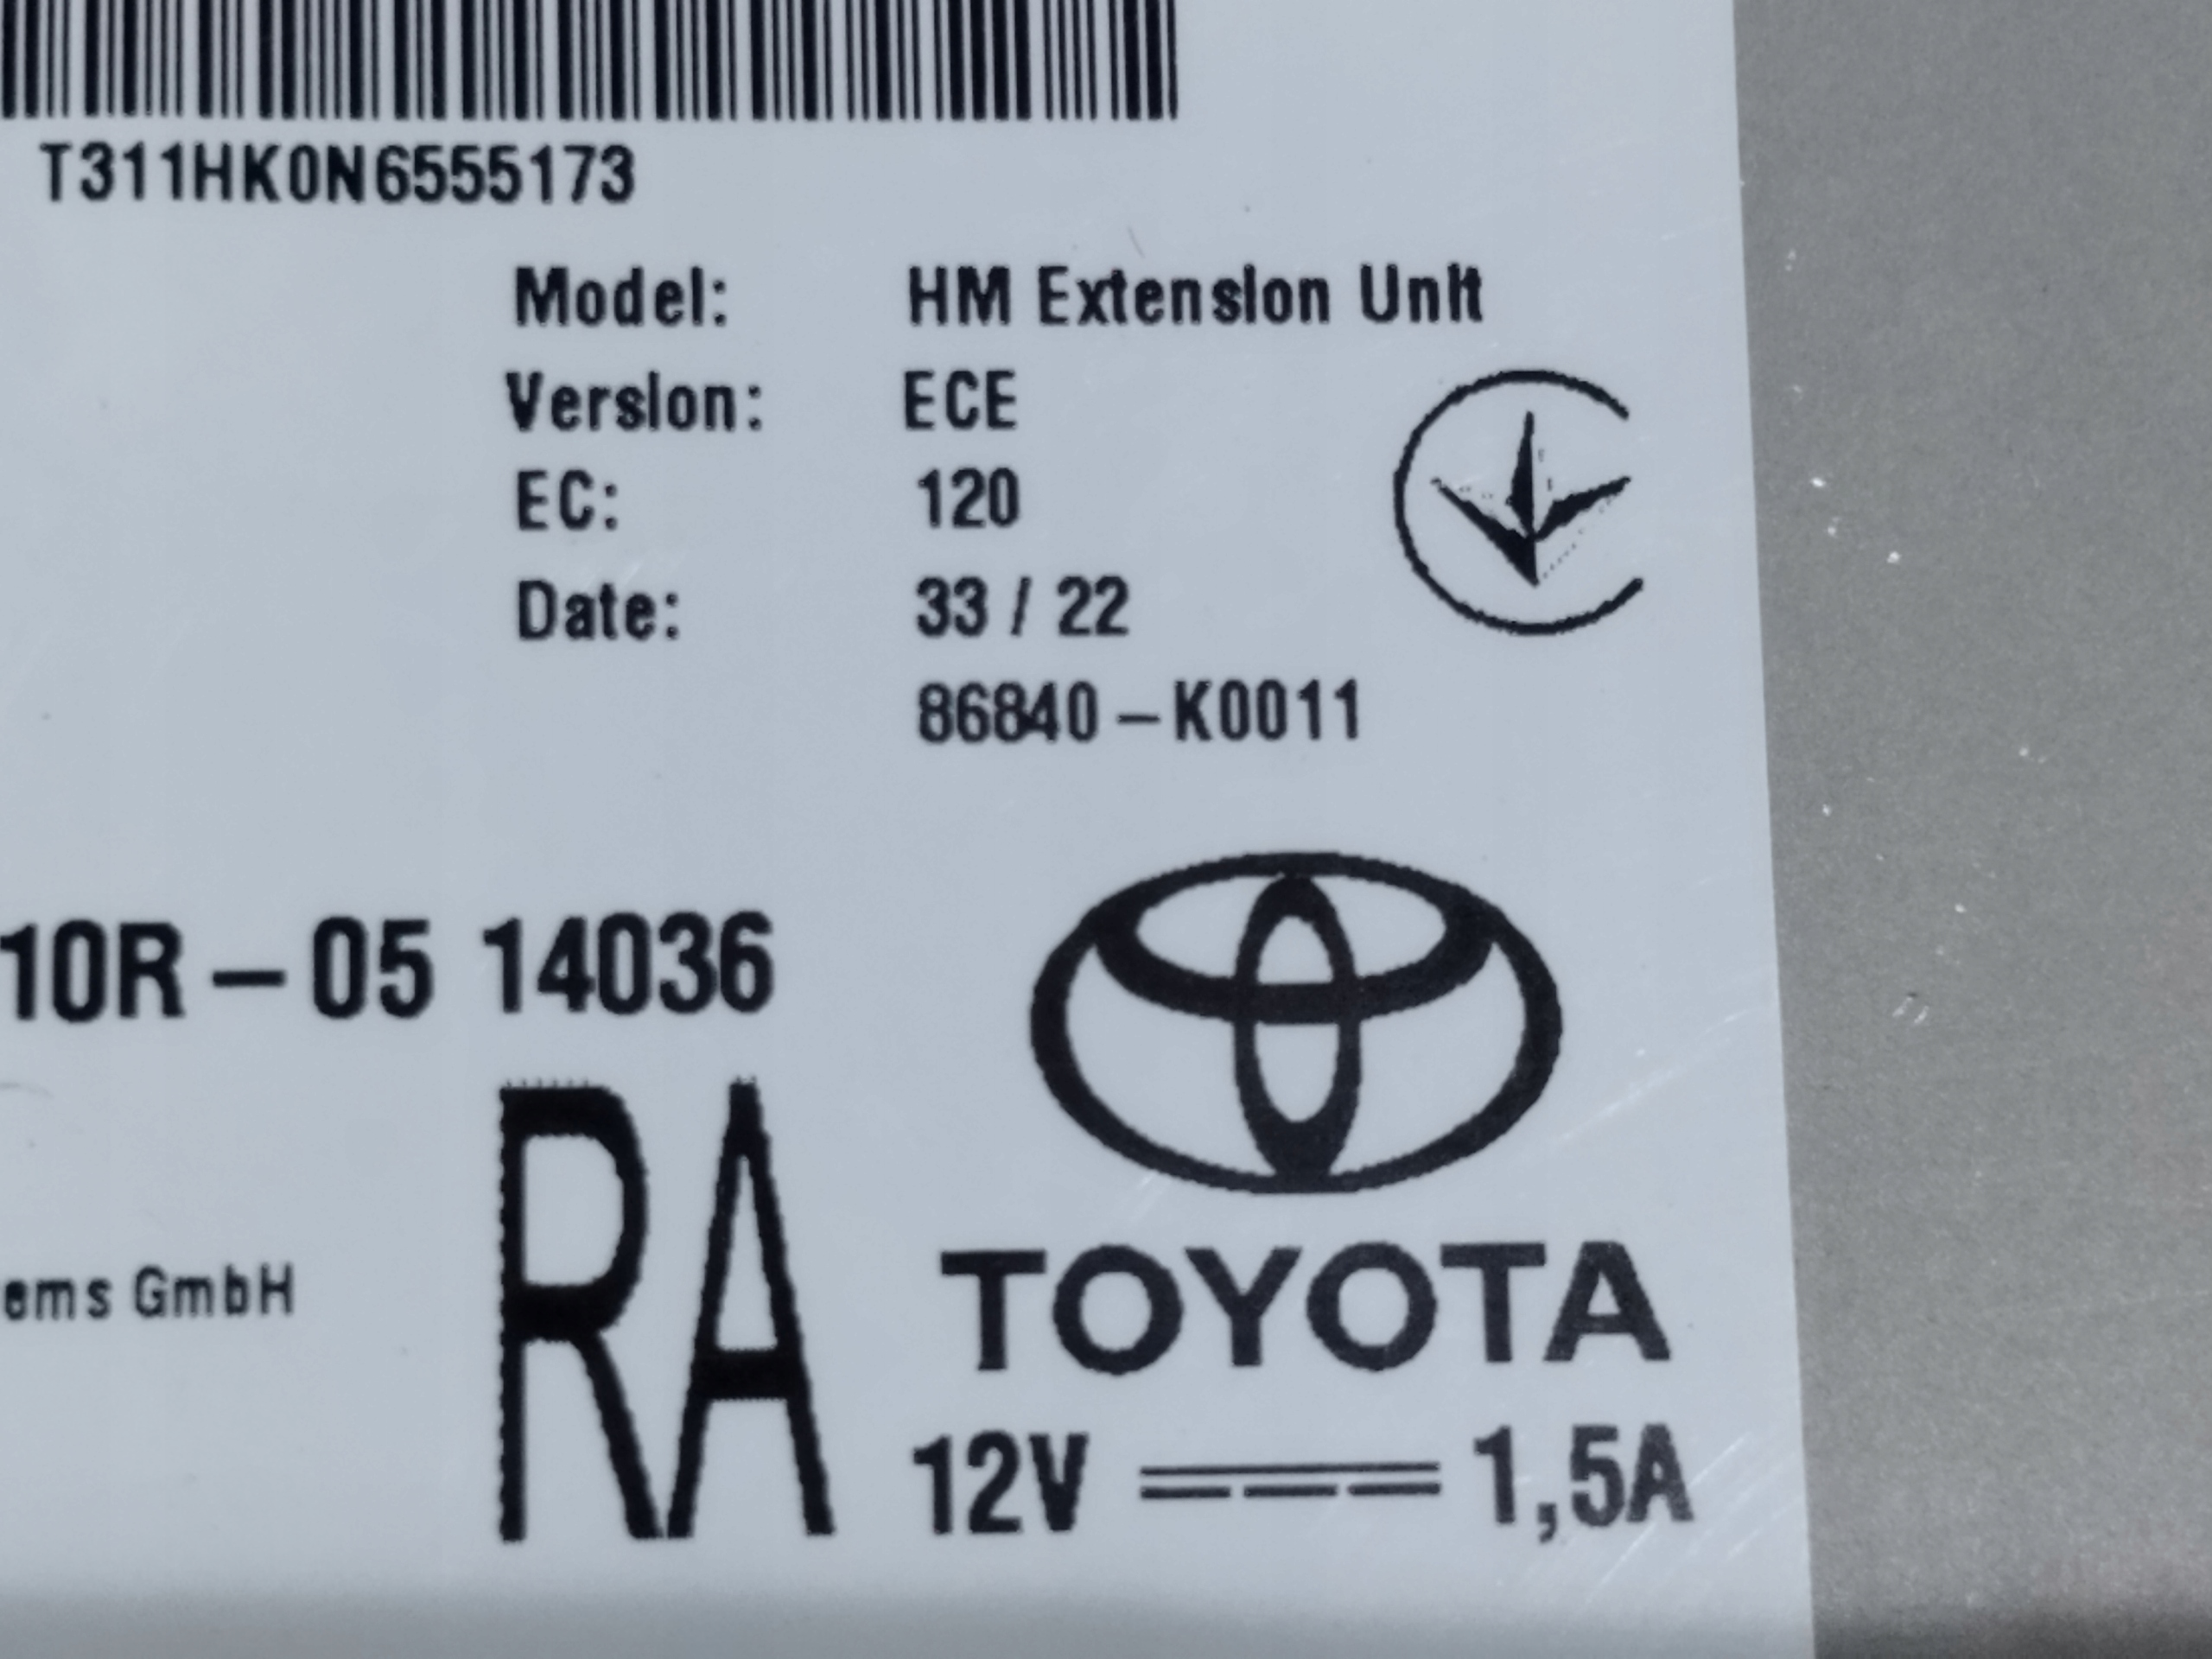 T311HK0N6555173
Model: HM Extension Unit
Version: ECE
EC: 120
Date: 33 / 22
86840-K0011
10R-05 14036
GmbH
RA
TOYOTA
12V 1,5A